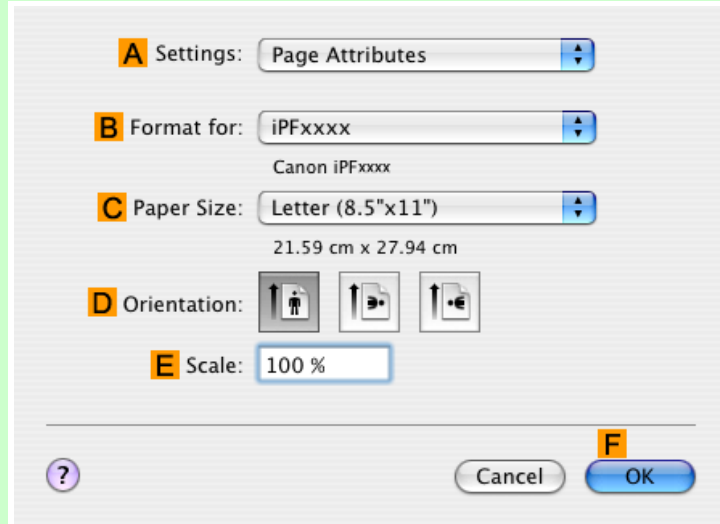 A Settings: Page Attributes
B Format for: iPFxxxx
Canon iPFxxxx
C Paper Size: Letter (8.5"x11")
21.59 cm x 27.94 cm
D Orientation:
E Scale: 100 %
F
? Cancel OK